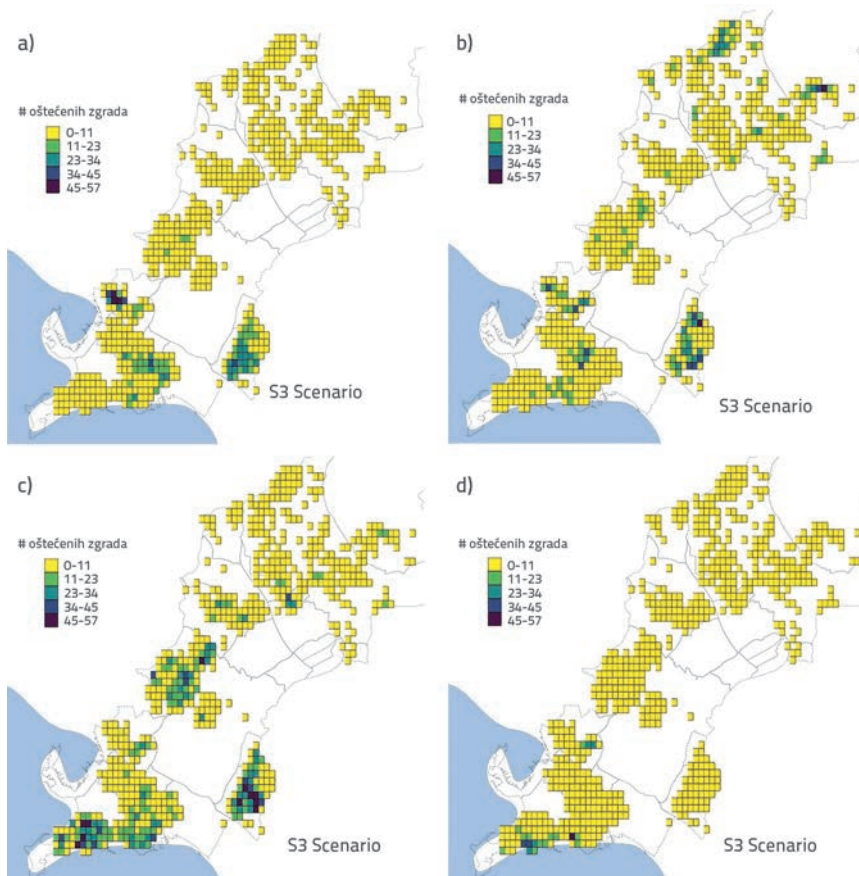 a)
# oštećenih zgrada
0-11
11-23
23-34
34-45
45-57
S3 Scenario
b)
# oštećenih zgrada
0-11
11-23
23-34
34-45
45-57
S3 Scenario
c)
# oštećenih zgrada
0-11
11-23
23-34
34-45
45-57
S3 Scenario
d)
# oštećenih zgrada
0-11
11-23
23-34
34-45
45-57
S3 Scenario